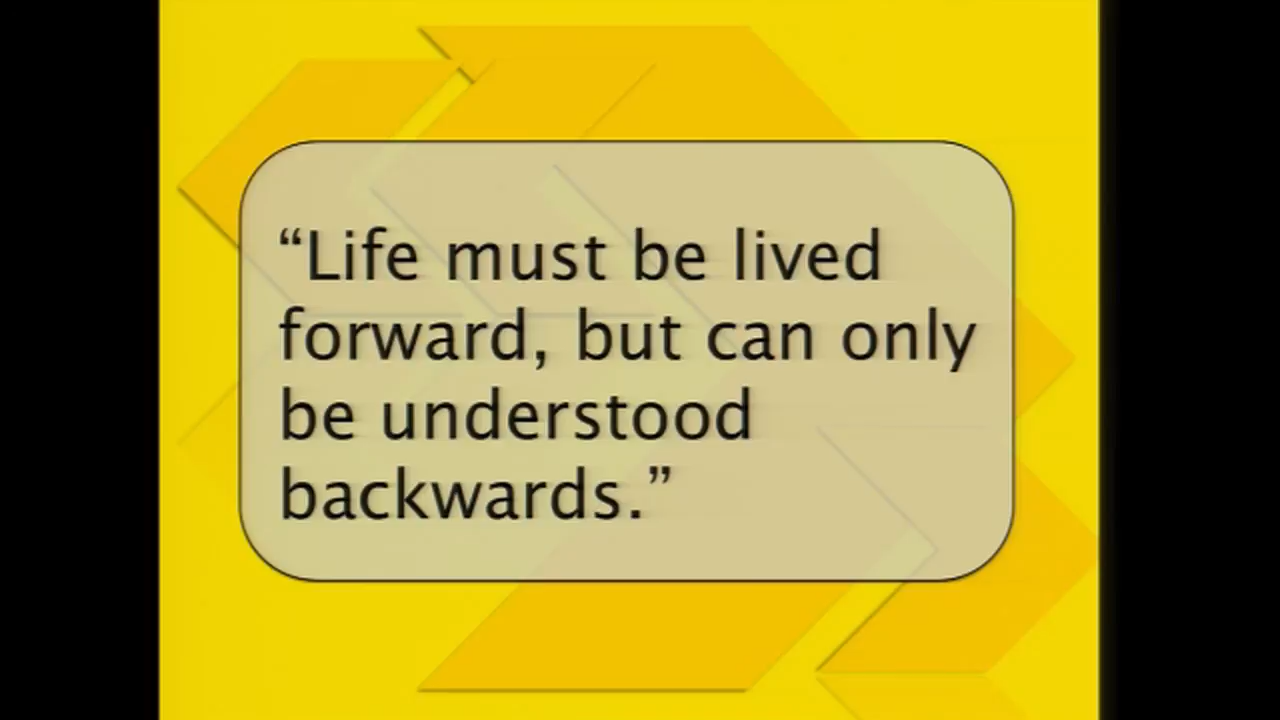 “Life must be lived
forward, but can only
be understood
backwards.”